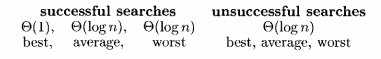 successful searches unsuccessful searches
Θ(1), Θ(log n), Θ(log n) Θ(log n)
best, average, worst best, average, worst